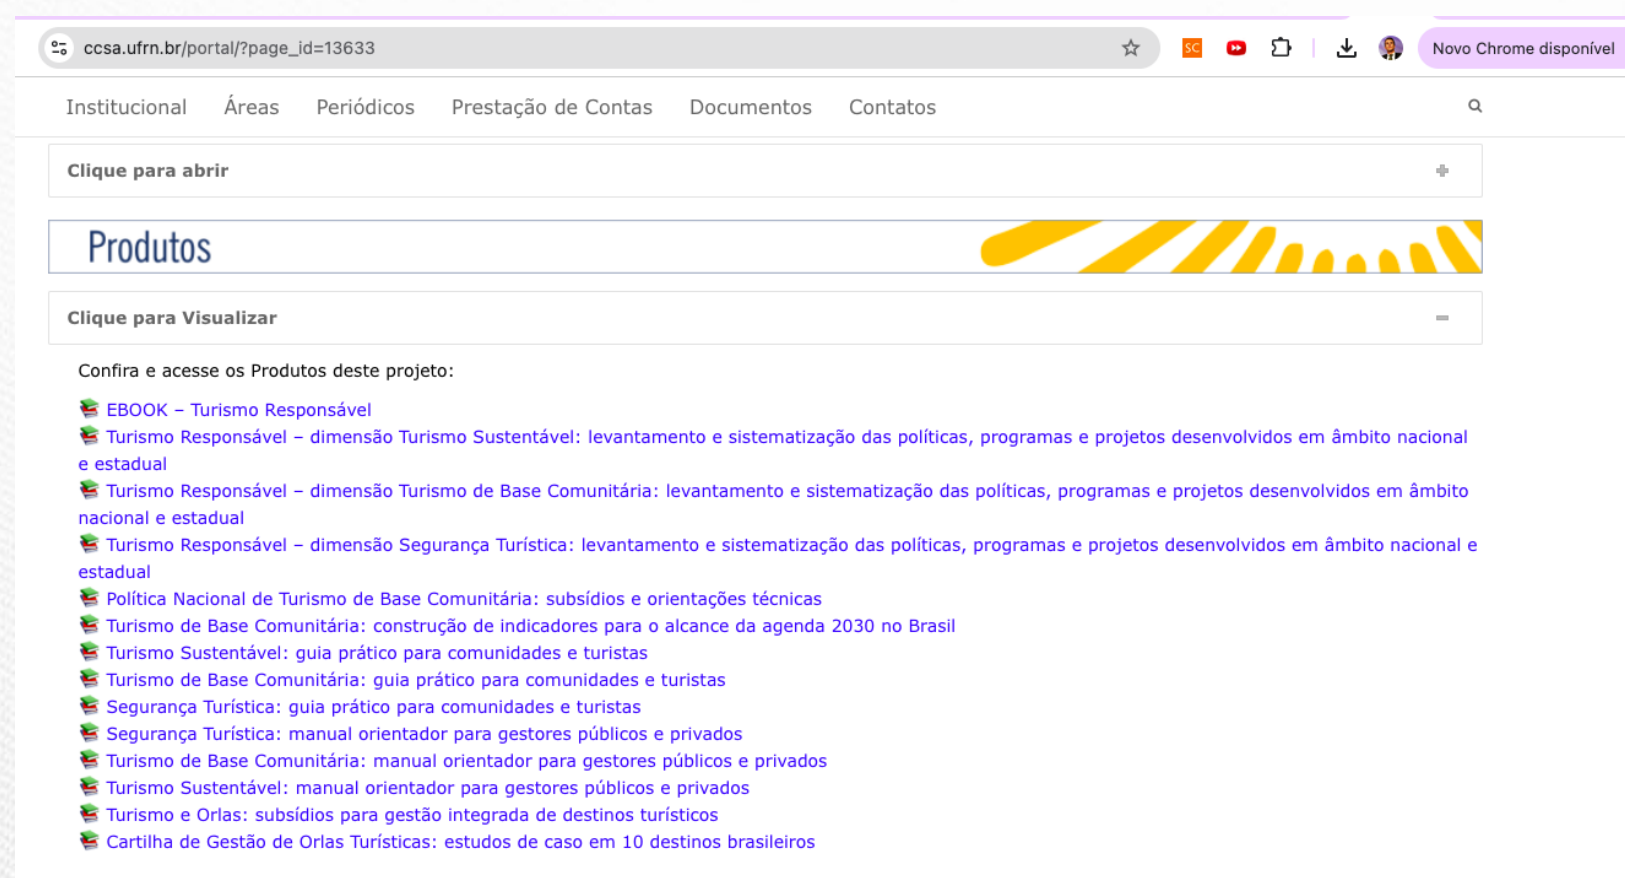 ccsa.ufrn.br/portal/?page_id=13633
SC
Novo Chrome disponível
Institucional Áreas Periódicos Prestação de Contas Documentos Contatos
Clique para abrir
Produtos
Clique para Visualizar
Confira e acesse os Produtos deste projeto:
EBOOK – Turismo Responsável
Turismo Responsável – dimensão Turismo Sustentável: levantamento e sistematização das políticas, programas e projetos desenvolvidos em âmbito nacional
e estadual
Turismo Responsável – dimensão Turismo de Base Comunitária: levantamento e sistematização das políticas, programas e projetos desenvolvidos em âmbito
nacional e estadual
Turismo Responsável – dimensão Segurança Turística: levantamento e sistematização das políticas, programas e projetos desenvolvidos em âmbito nacional e
estadual
Política Nacional de Turismo de Base Comunitária: subsídios e orientações técnicas
Turismo de Base Comunitária: construção de indicadores para o alcance da agenda 2030 no Brasil
Turismo Sustentável: guia prático para comunidades e turistas
Turismo de Base Comunitária: guia prático para comunidades e turistas
Segurança Turística: guia prático para comunidades e turistas
Segurança Turística: manual orientador para gestores públicos e privados
Turismo de Base Comunitária: manual orientador para gestores públicos e privados
Turismo Sustentável: manual orientador para gestores públicos e privados
Turismo e Orlas: subsídios para gestão integrada de destinos turísticos
Cartilha de Gestão de Orlas Turísticas: estudos de caso em 10 destinos brasileiros